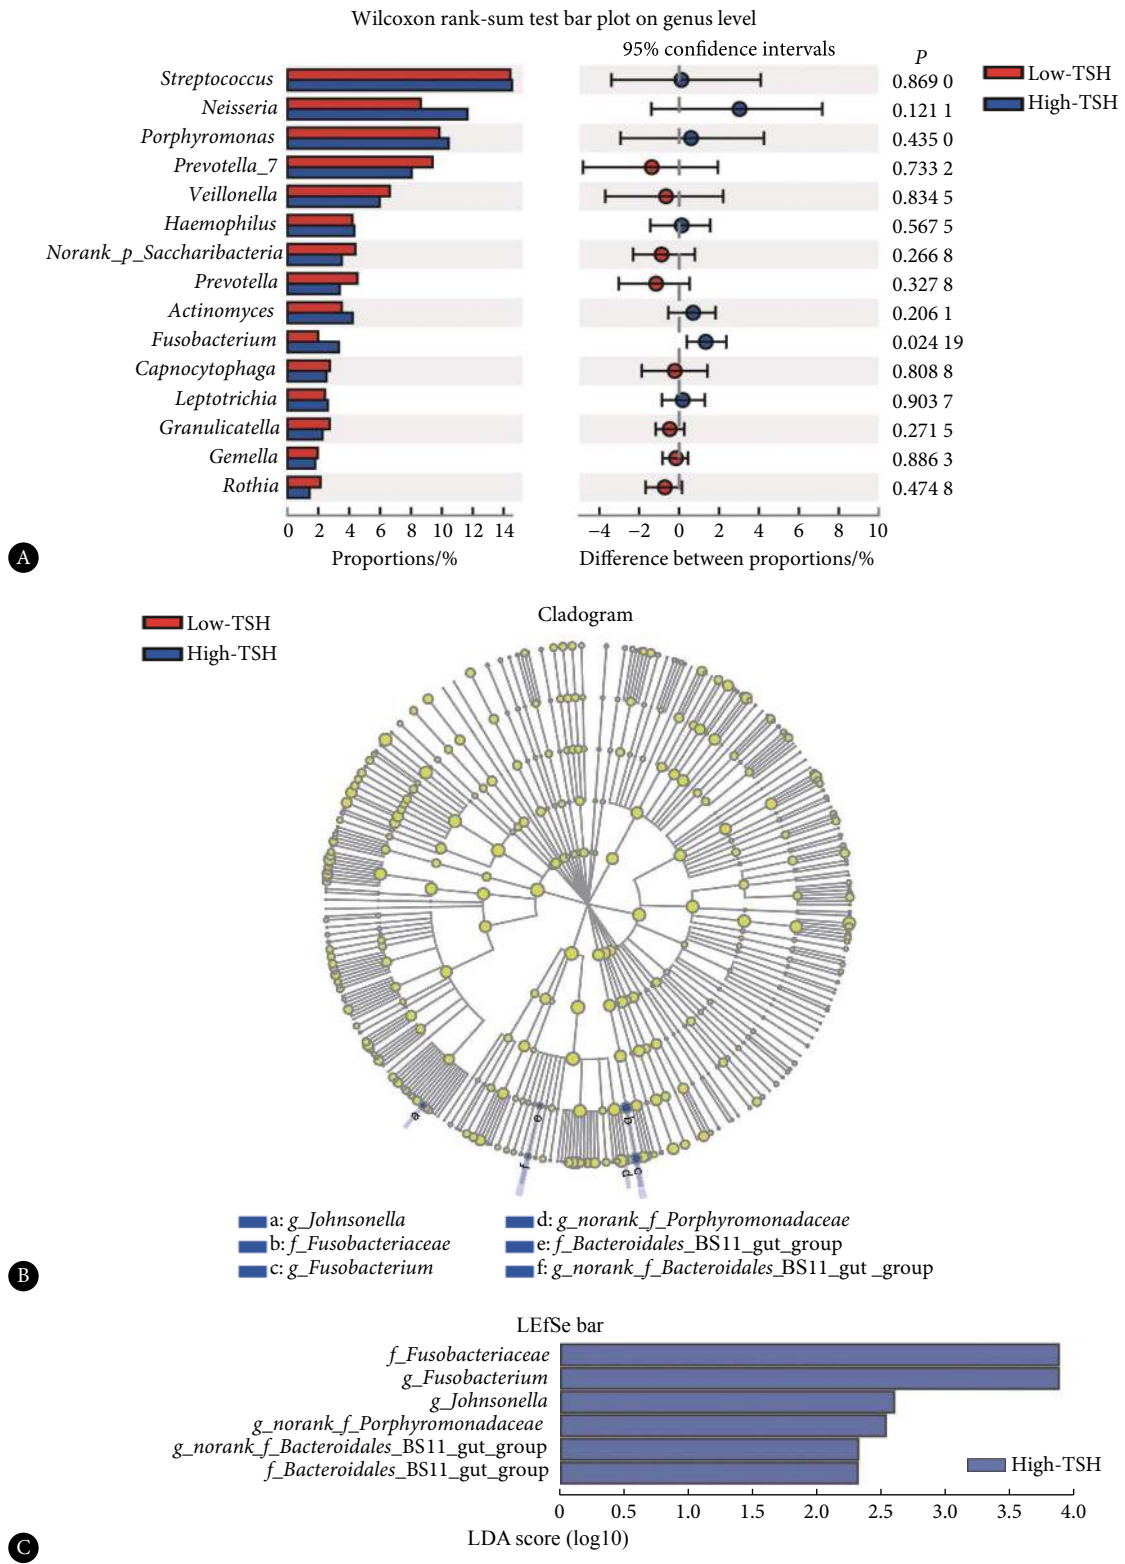 Wilcoxon rank-sum test bar plot on genus level
95% confidence intervals
P
Streptococcus 0.869 0
Neisseria 0.121 1
Porphyromonas 0.435 0
Prevotella_7 0.733 2
Veillonella 0.834 5
Haemophilus 0.567 5
Norank_p_Saccharibacteria 0.266 8
Prevotella 0.327 8
Actinomyces 0.206 1
Fusobacterium 0.024 19
Capnocytophaga 0.808 8
Leptotrichia 0.903 7
Granulicatella 0.271 5
Gemella 0.886 3
Rothia 0.474 8
Low-TSH
High-TSH
0 2 4 6 8 10 12 14
−4 −2 0 2 4 6 8 10
Proportions/%
Difference between proportions/%
A
Cladogram
Low-TSH
High-TSH
a
e
b
f
d
c
a: g_Johnsonella
b: f_Fusobacteriaceae
c: g_Fusobacterium
d: g_norank_f_Porphyromonadaceae
e: f_Bacteroidales_BS11_gut_group
f: g_norank_f_Bacteroidales_BS11_gut _group
B
LEfSe bar
f_Fusobacteriaceae
g_Fusobacterium
g_Johnsonella
g_norank_f_Porphyromonadaceae
g_norank_f_Bacteroidales_BS11_gut_group
f_Bacteroidales_BS11_gut_group
High-TSH
0 0.5 1.0 1.5 2.0 2.5 3.0 3.5 4.0
LDA score (log10)
C